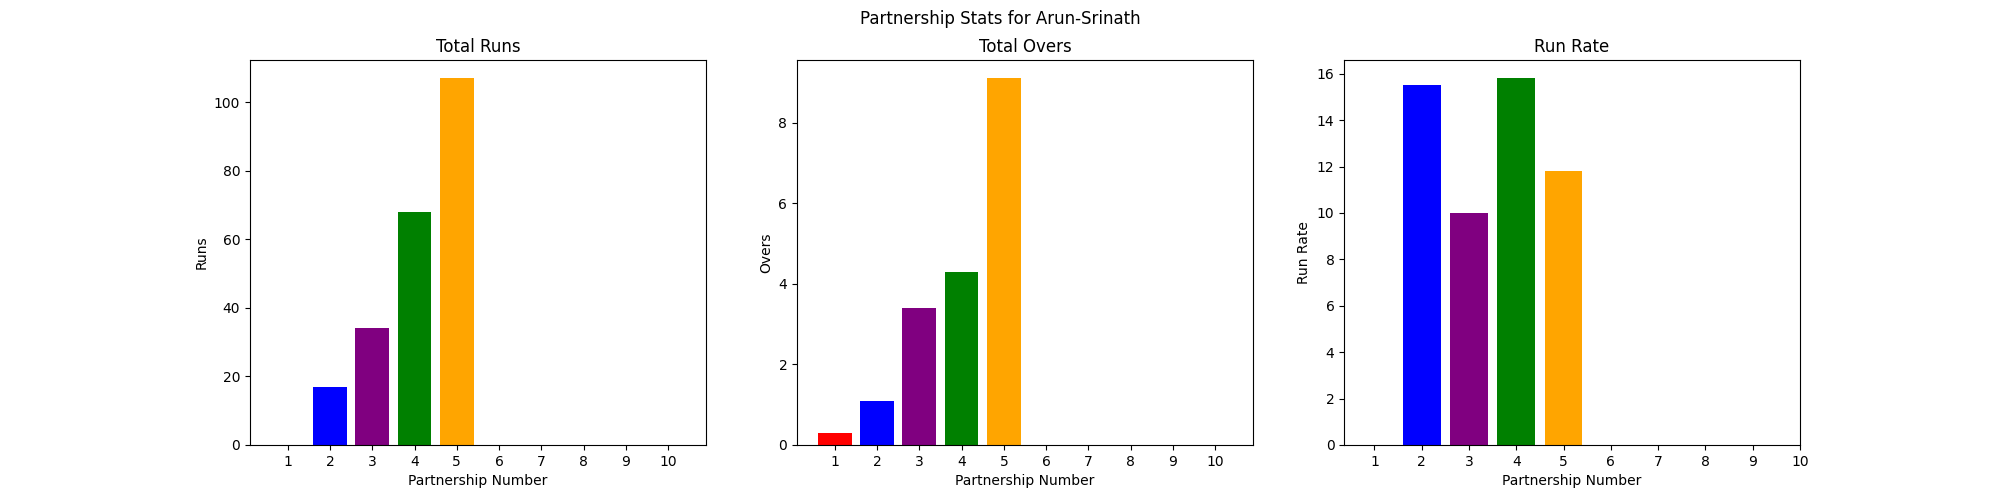 Partnership Stats for Arun-Srinath
Total Runs
Runs
100
80
60
40
20
0
1 2 3 4 5 6 7 8 9 10
Partnership Number
Total Overs
Overs
8
6
4
2
0
1 2 3 4 5 6 7 8 9 10
Partnership Number
Run Rate
Run Rate
16
14
12
10
8
6
4
2
0
1 2 3 4 5 6 7 8 9 10
Partnership Number